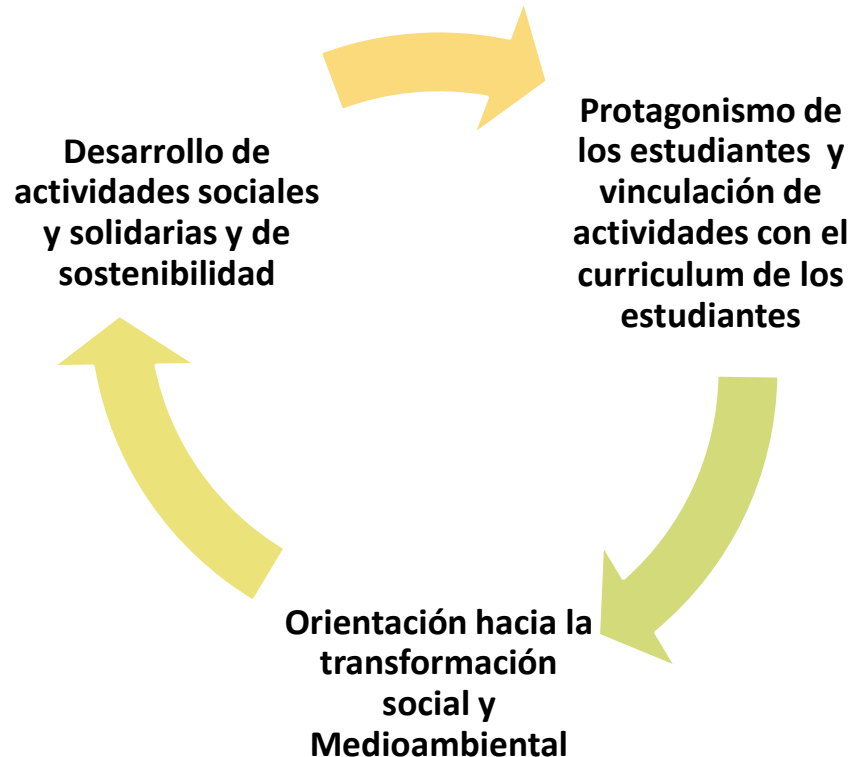 Desarrollo de
actividades sociales
y solidarias y de
sostenibilidad
Protagonismo de
los estudiantes y
vinculación de
actividades con el
curriculum de los
estudiantes
Orientación hacia la
transformación
social y
Medioambiental